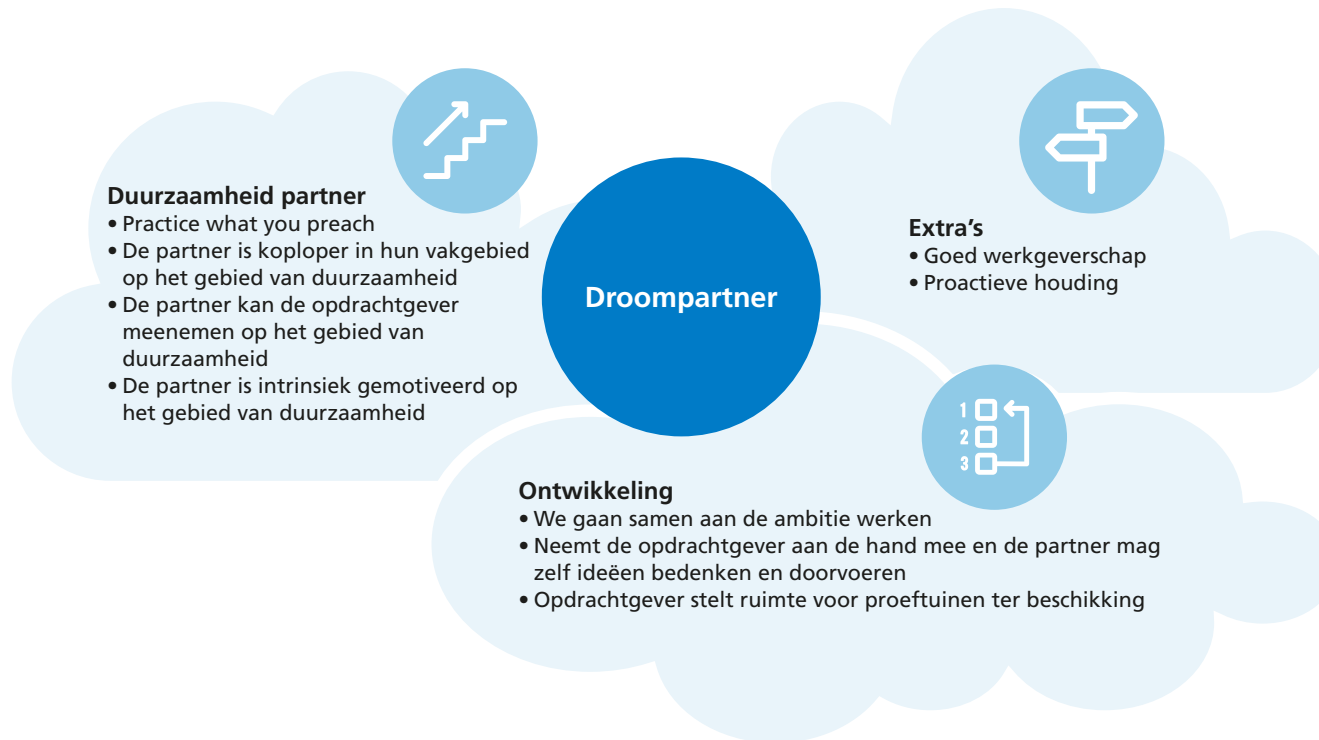 Duurzaamheid partner
• Practice what you preach
• De partner is koploper in hun vakgebied
op het gebied van duurzaamheid
• De partner kan de opdrachtgever
meenemen op het gebied van
duurzaamheid
• De partner is intrinsiek gemotiveerd op
het gebied van duurzaamheid
Droompartner
Extra's
• Goed werkgeverschap
• Proactieve houding
1
2
3
Ontwikkeling
• We gaan samen aan de ambitie werken
• Neemt de opdrachtgever aan de hand mee en de partner mag
zelf ideëen bedenken en doorvoeren
• Opdrachtgever stelt ruimte voor proeftuinen ter beschikking